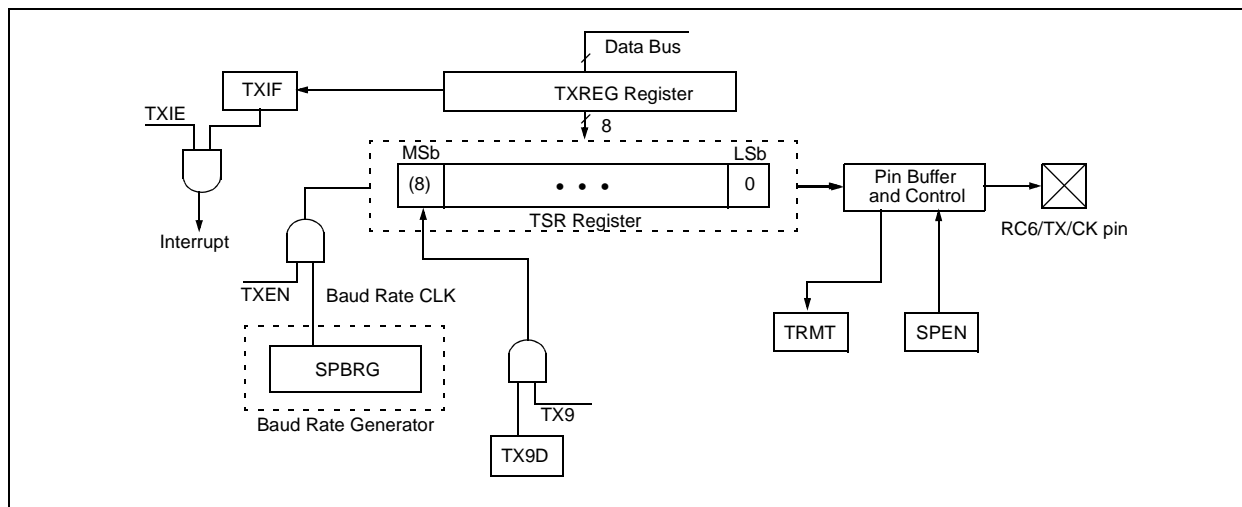 Data Bus
TXIF
TXREG Register
TXIE
8
MSb
LSb
(8)
• • •
0
Pin Buffer
and Control
TSR Register
Interrupt
RC6/TX/CK pin
TXEN
Baud Rate CLK
TRMT
SPEN
SPBRG
TX9
Baud Rate Generator
TX9D